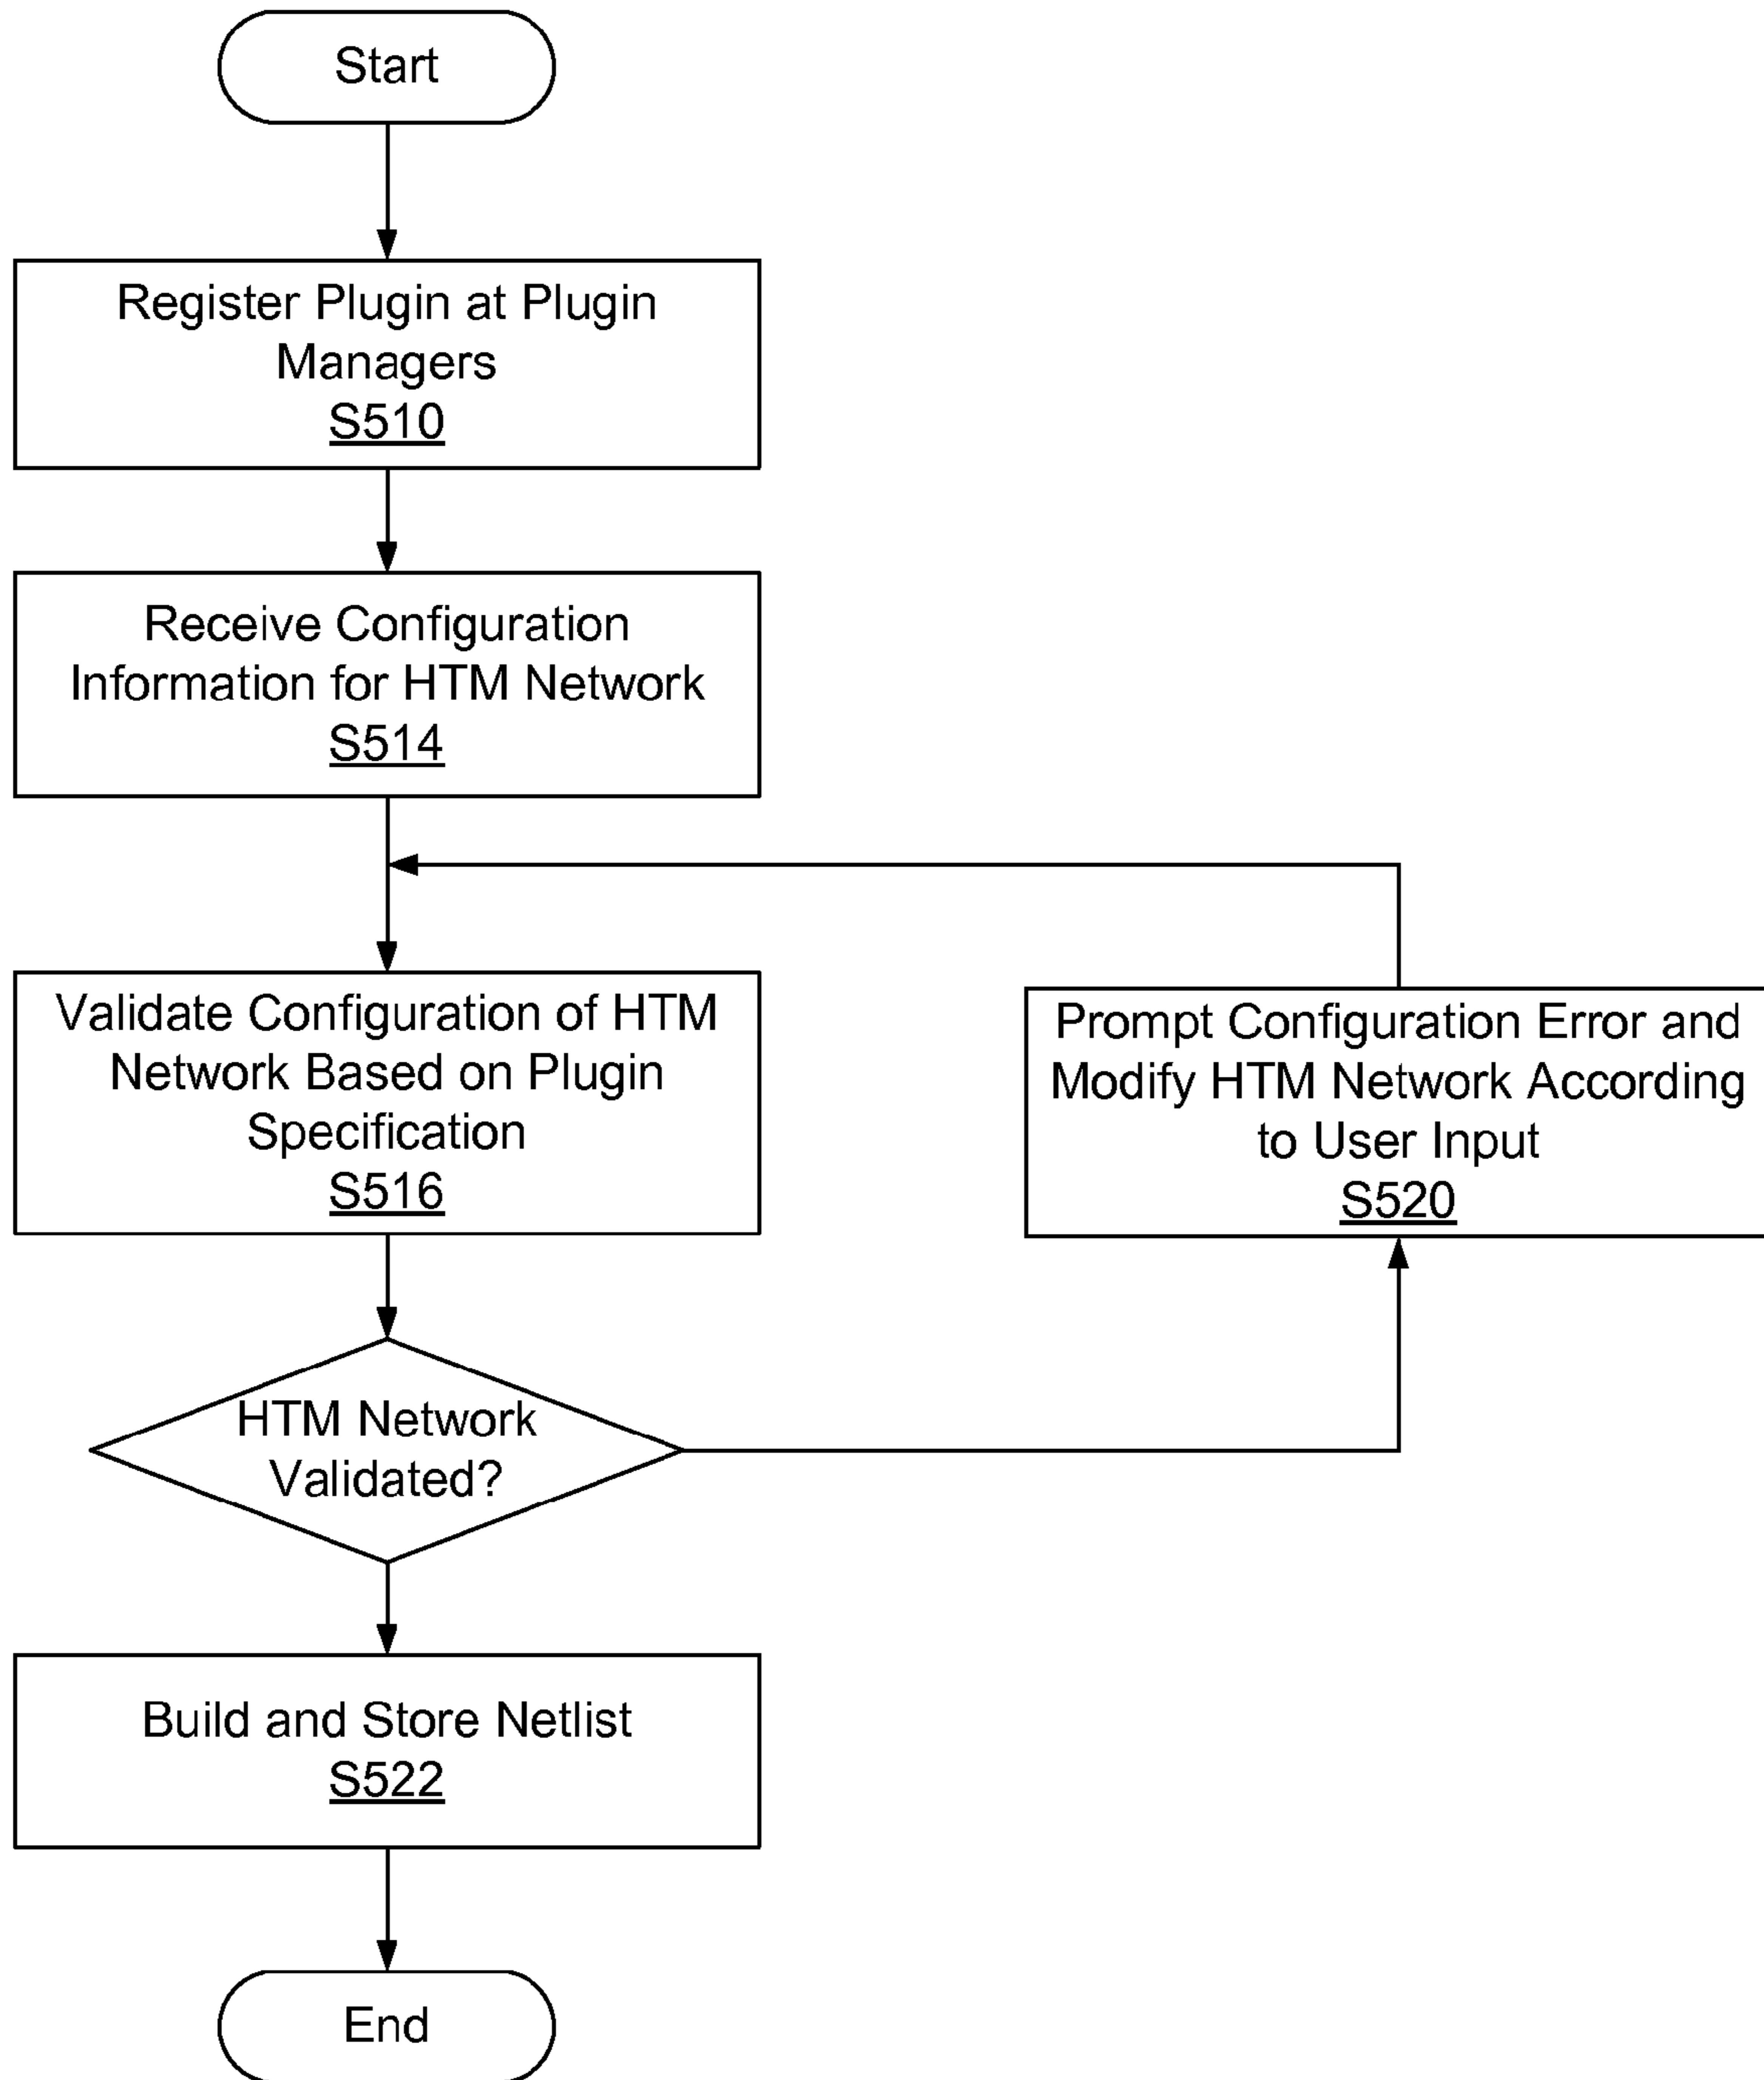 Start
Register Plugin at Plugin
Managers
S510
Receive Configuration
Information for HTM Network
S514
Validate Configuration of HTM
Network Based on Plugin
Specification
S516
Prompt Configuration Error and
Modify HTM Network According
to User Input
S520
HTM Network
Validated?
Build and Store Netlist
S522
End